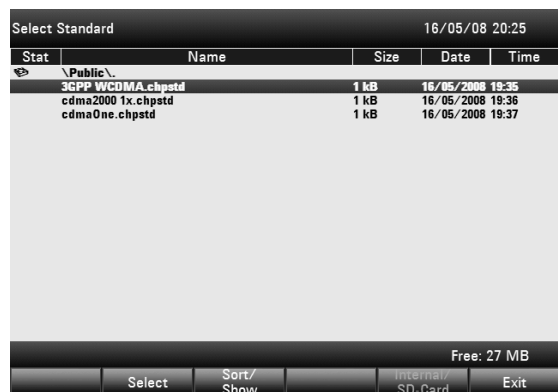 Select Standard 16/05/08 20:25
Stat Name Size Date Time
\Public\.
3GPP WCDMA.chpstd 1 kB 16/05/2008 19:35
cdma2000 1x.chpstd 1 kB 16/05/2008 19:36
cdmaOne.chpstd 1 kB 16/05/2008 19:37
Free: 27 MB
Select Sort/ Internal/ Exit
Show SD-Card